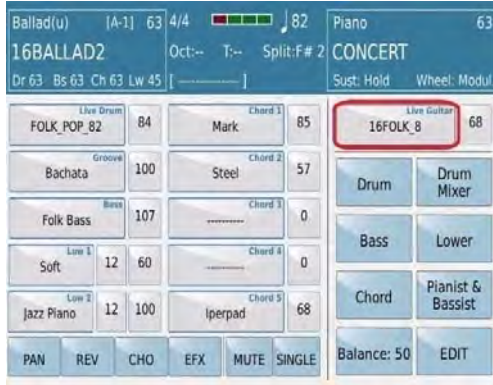 Ballad(u) [A-1] 63 4/4 ♩82 Piano 63
16BALLAD2 Oct:-- T:-- Split:F# 2 CONCERT
Dr 63 Bs 63 Ch 63 Lw 45 [ ---------- ] Sust: Hold Wheel: Modul
Live Drum Chord 1 Live Guitar
FOLK_POP_82 84 Mark 85 16FOLK_8 68
Groove Chord 2
Bachata 100 Steel 57 Drum Drum Mixer
Bass Chord 3
Folk Bass 107 ---------- 0 Bass Lower
Low 1 Chord 4
Soft 12 60 ---------- 0
Low 2 Chord 5
Jazz Piano 12 100 Iperpad 68 Chord Pianist & Bassist
PAN REV CHO EFX MUTE SINGLE Balance: 50 EDIT